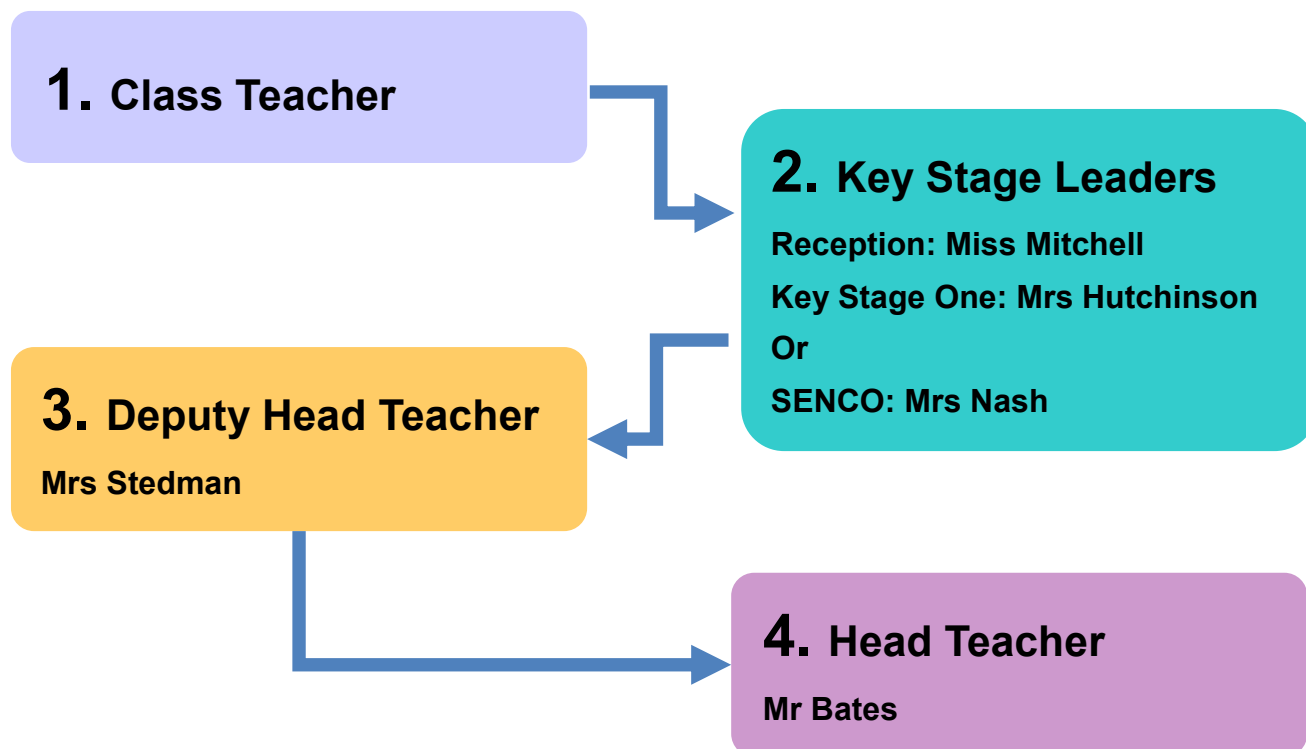 1. Class Teacher
2. Key Stage Leaders
Reception: Miss Mitchell
Key Stage One: Mrs Hutchinson
Or
SENCO: Mrs Nash
3. Deputy Head Teacher
Mrs Stedman
4. Head Teacher
Mr Bates